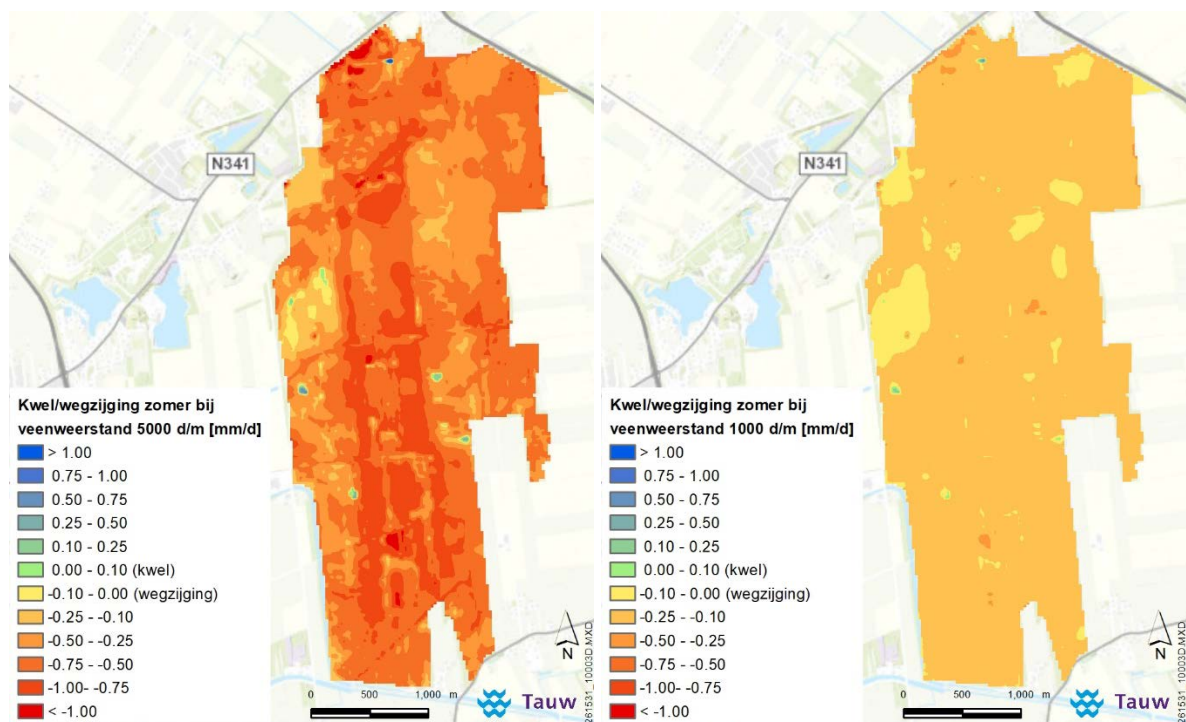 N341
Kwel/wegzijging zomer bij
veenweerstand 5000 d/m [mm/d]
> 1.00
0.75 - 1.00
0.50 - 0.75
0.25 - 0.50
0.10 - 0.25
0.00 - 0.10 (kwel)
-0.10 - 0.00 (wegzijging)
-0.25 - -0.10
-0.50 - -0.25
-0.75 - -0.50
-1.00- -0.75
< -1.00
0 500 1,000 m
N
Tauw
261531_10003D.MXD
N341
Kwel/wegzijging zomer bij
veenweerstand 1000 d/m [mm/d]
> 1.00
0.75 - 1.00
0.50 - 0.75
0.25 - 0.50
0.10 - 0.25
0.00 - 0.10 (kwel)
-0.10 - 0.00 (wegzijging)
-0.25 - -0.10
-0.50 - -0.25
-0.75 - -0.50
-1.00- -0.75
< -1.00
0 500 1,000 m
N
Tauw
261531_10003D.MXD